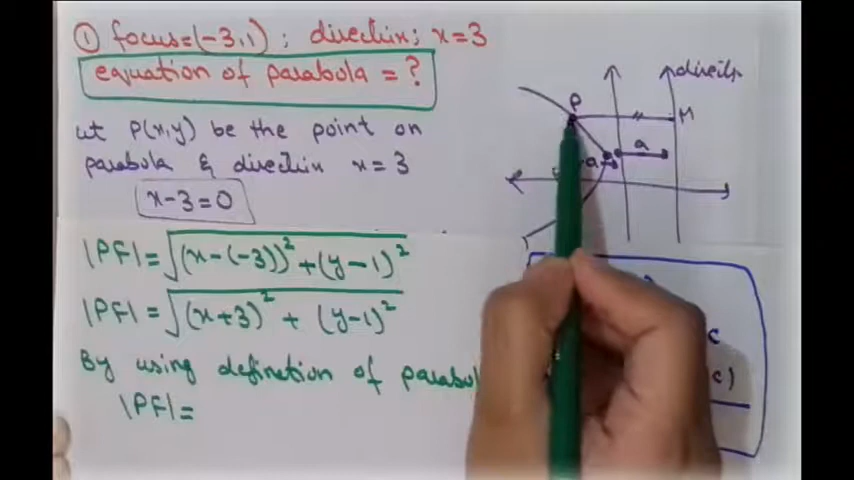 ① focus=(-3,1) ; directrix; x=3
equation of parabola = ?
let P(x,y) be the point on
parabola & directrix x=3
x-3=0
|PF|=√(x-(-3))²+(y-1)²
|PF|=√(x+3)²+(y-1)²
By using definition of parabol
|PF|=
directrix
P
M
a
a
c
c)